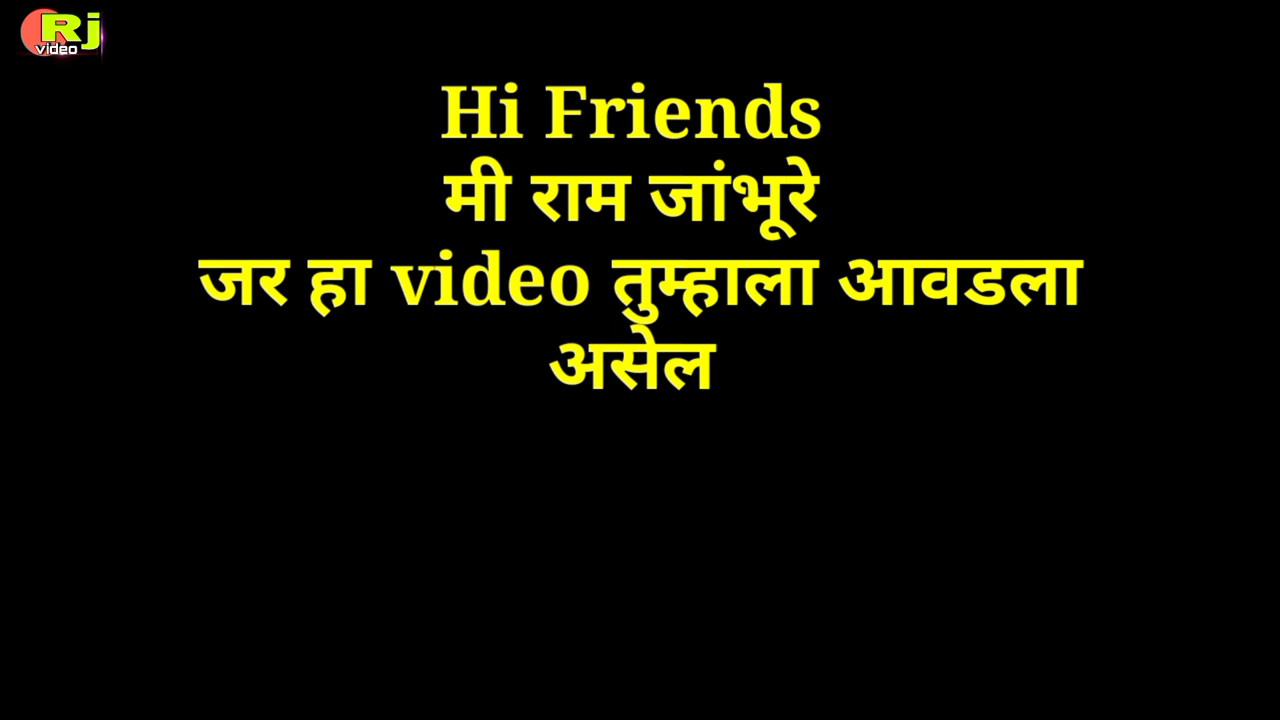 Rj
video
Hi Friends
मी राम जांभूरे
जर हा video तुम्हाला आवडला
असेल